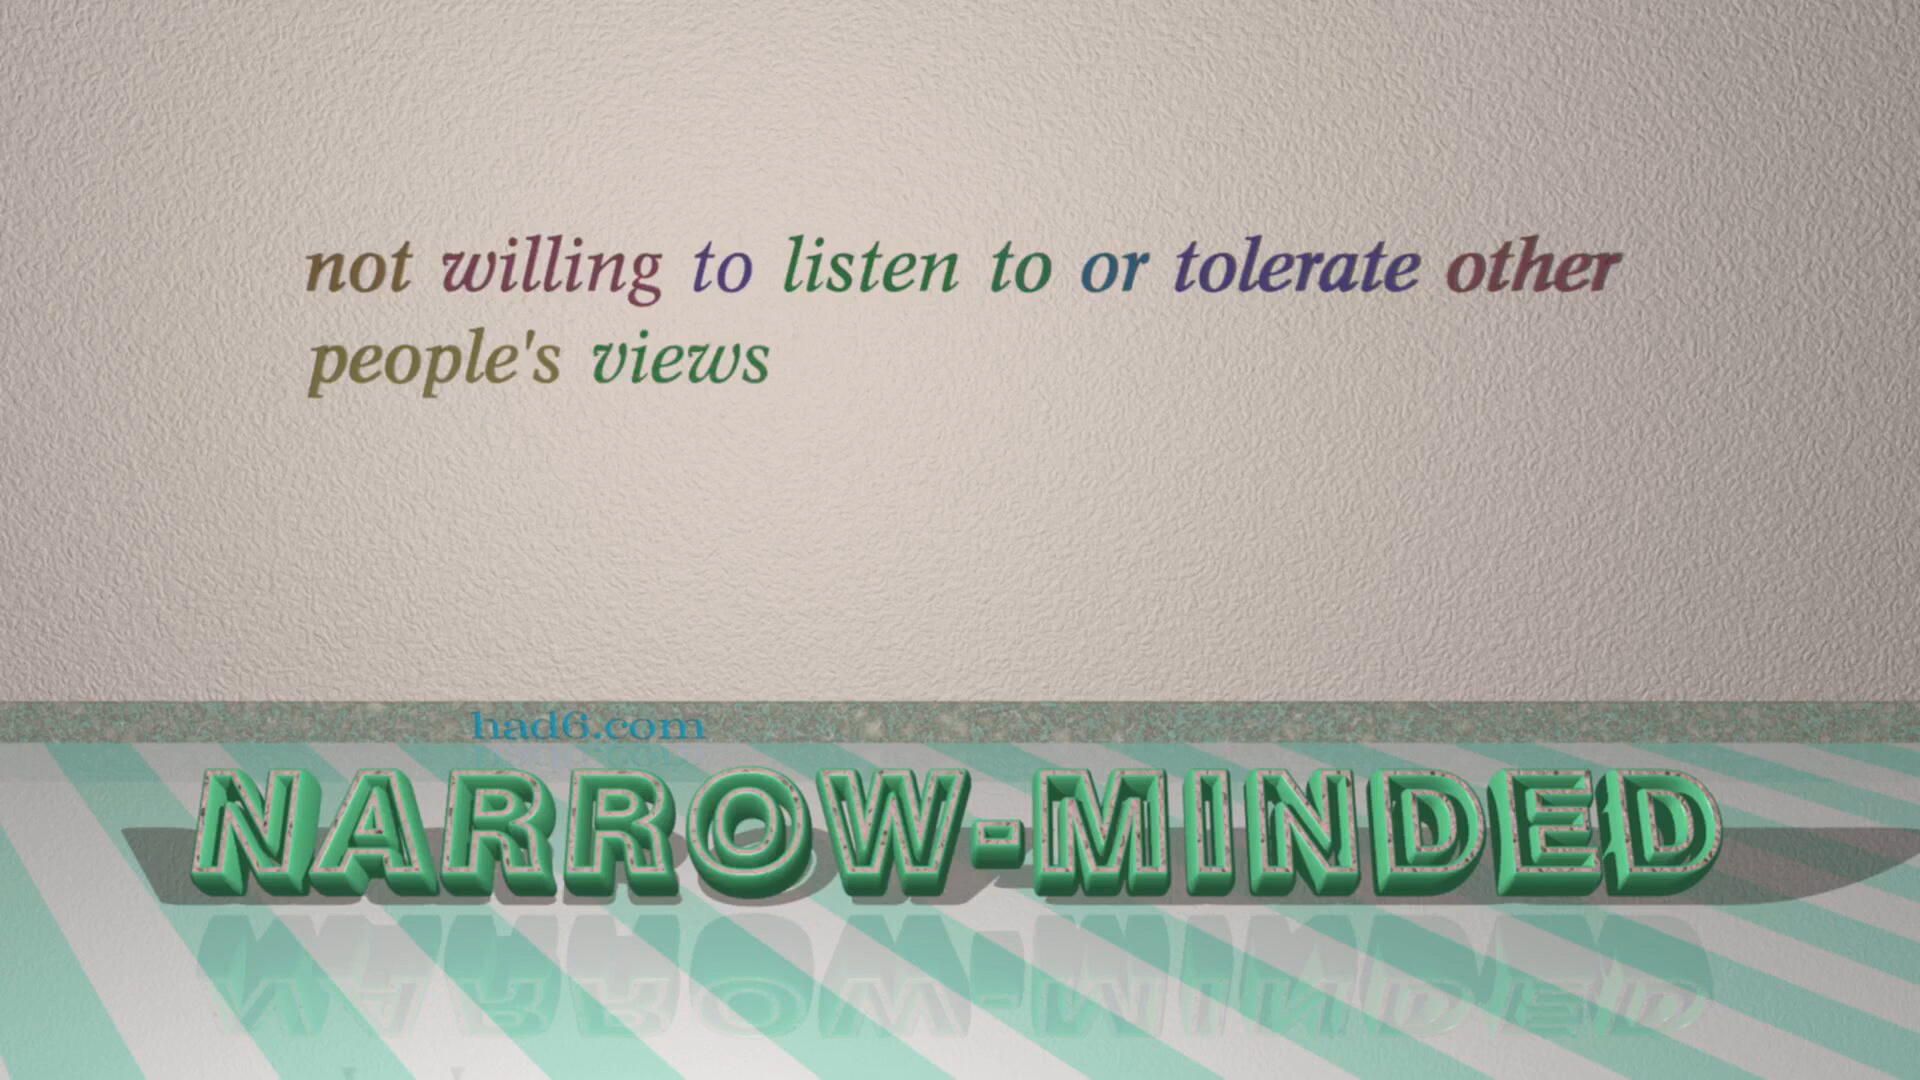 not willing to listen to or tolerate other
people's views
had6.com
NARROW-MINDED